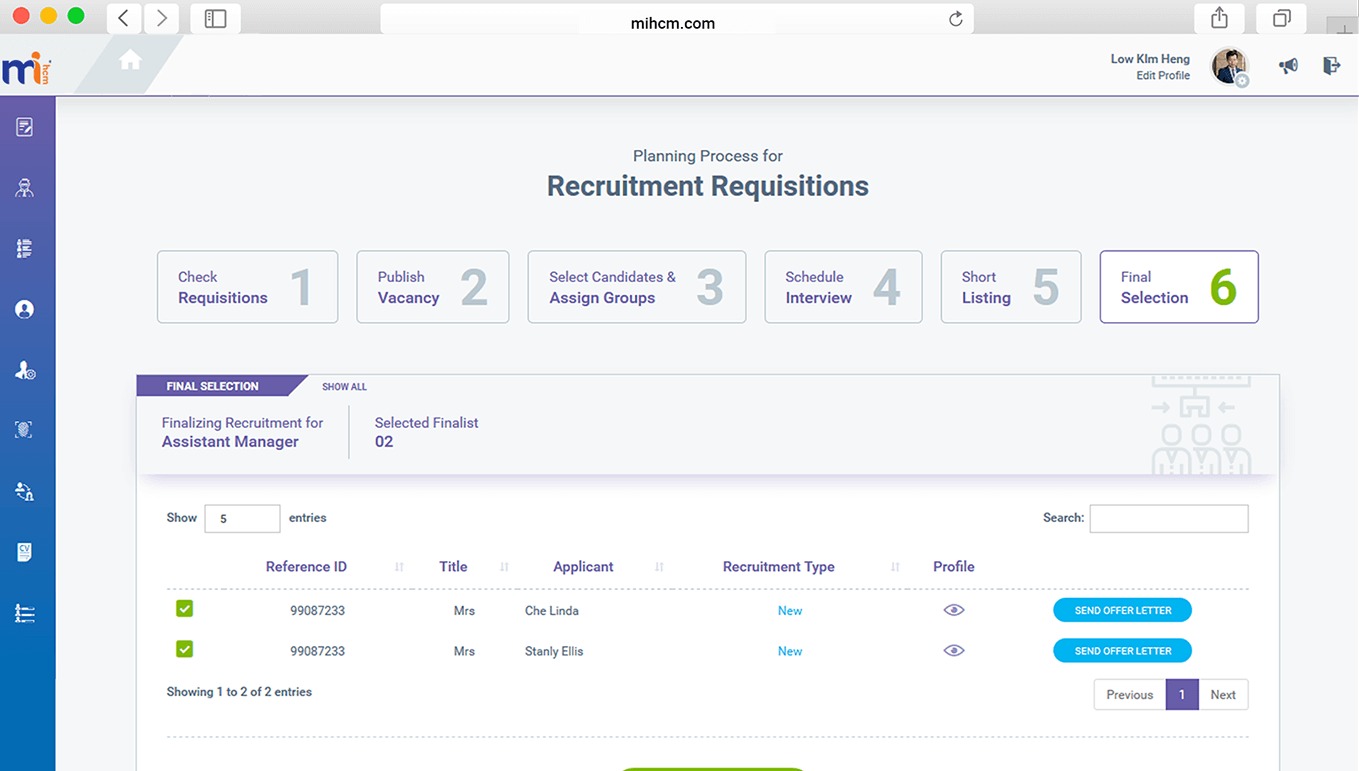 mihcm.com
mi hcm
Low KIm Heng
Edit Profile
Planning Process for
Recruitment Requisitions
Check
Requisitions
1
Publish
Vacancy
2
Select Candidates &
Assign Groups
3
Schedule
Interview
4
Short
Listing
5
Final
Selection
6
FINAL SELECTION
SHOW ALL
Finalizing Recruitment for
Assistant Manager
Selected Finalist
02
Show 5 entries
Search:
Reference ID Title Applicant Recruitment Type Profile
99087233 Mrs Che Linda New SEND OFFER LETTER
99087233 Mrs Stanly Ellis New SEND OFFER LETTER
CV
Showing 1 to 2 of 2 entries
Previous 1 Next